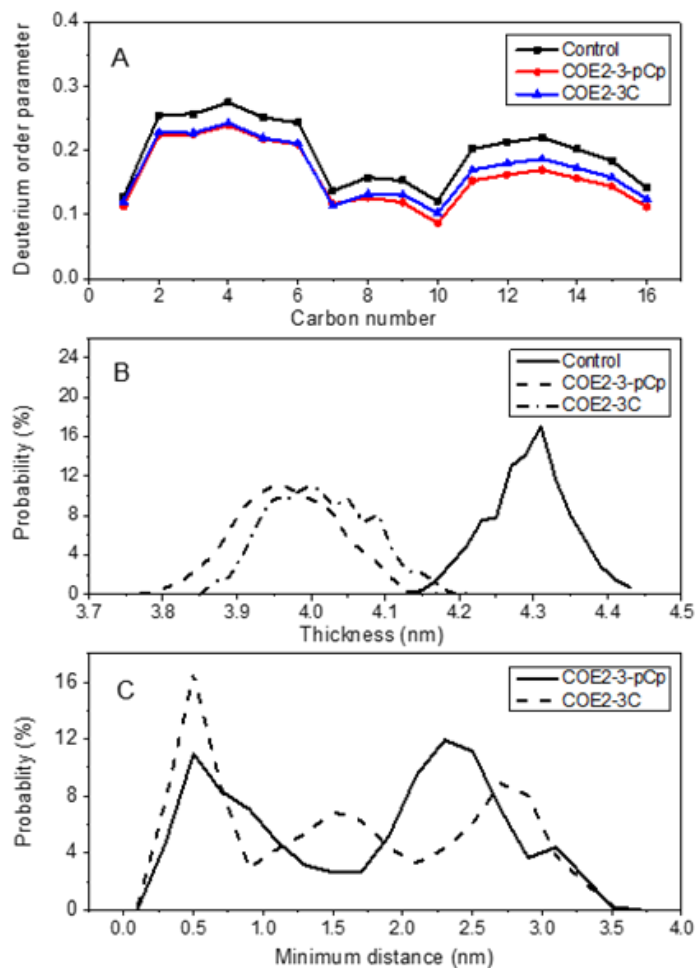 A
Control
COE2-3-pCp
COE2-3C
Deuterium order parameter
0.4
0.3
0.2
0.1
0.0
0 2 4 6 8 10 12 14 16
Carbon number
B
Control
COE2-3-pCp
COE2-3C
Probability (%)
24
20
16
12
8
4
0
3.7 3.8 3.9 4.0 4.1 4.2 4.3 4.4 4.5
Thickness (nm)
C
COE2-3-pCp
COE2-3C
Probablity (%)
16
12
8
4
0
0.0 0.5 1.0 1.5 2.0 2.5 3.0 3.5 4.0
Minimum distance (nm)